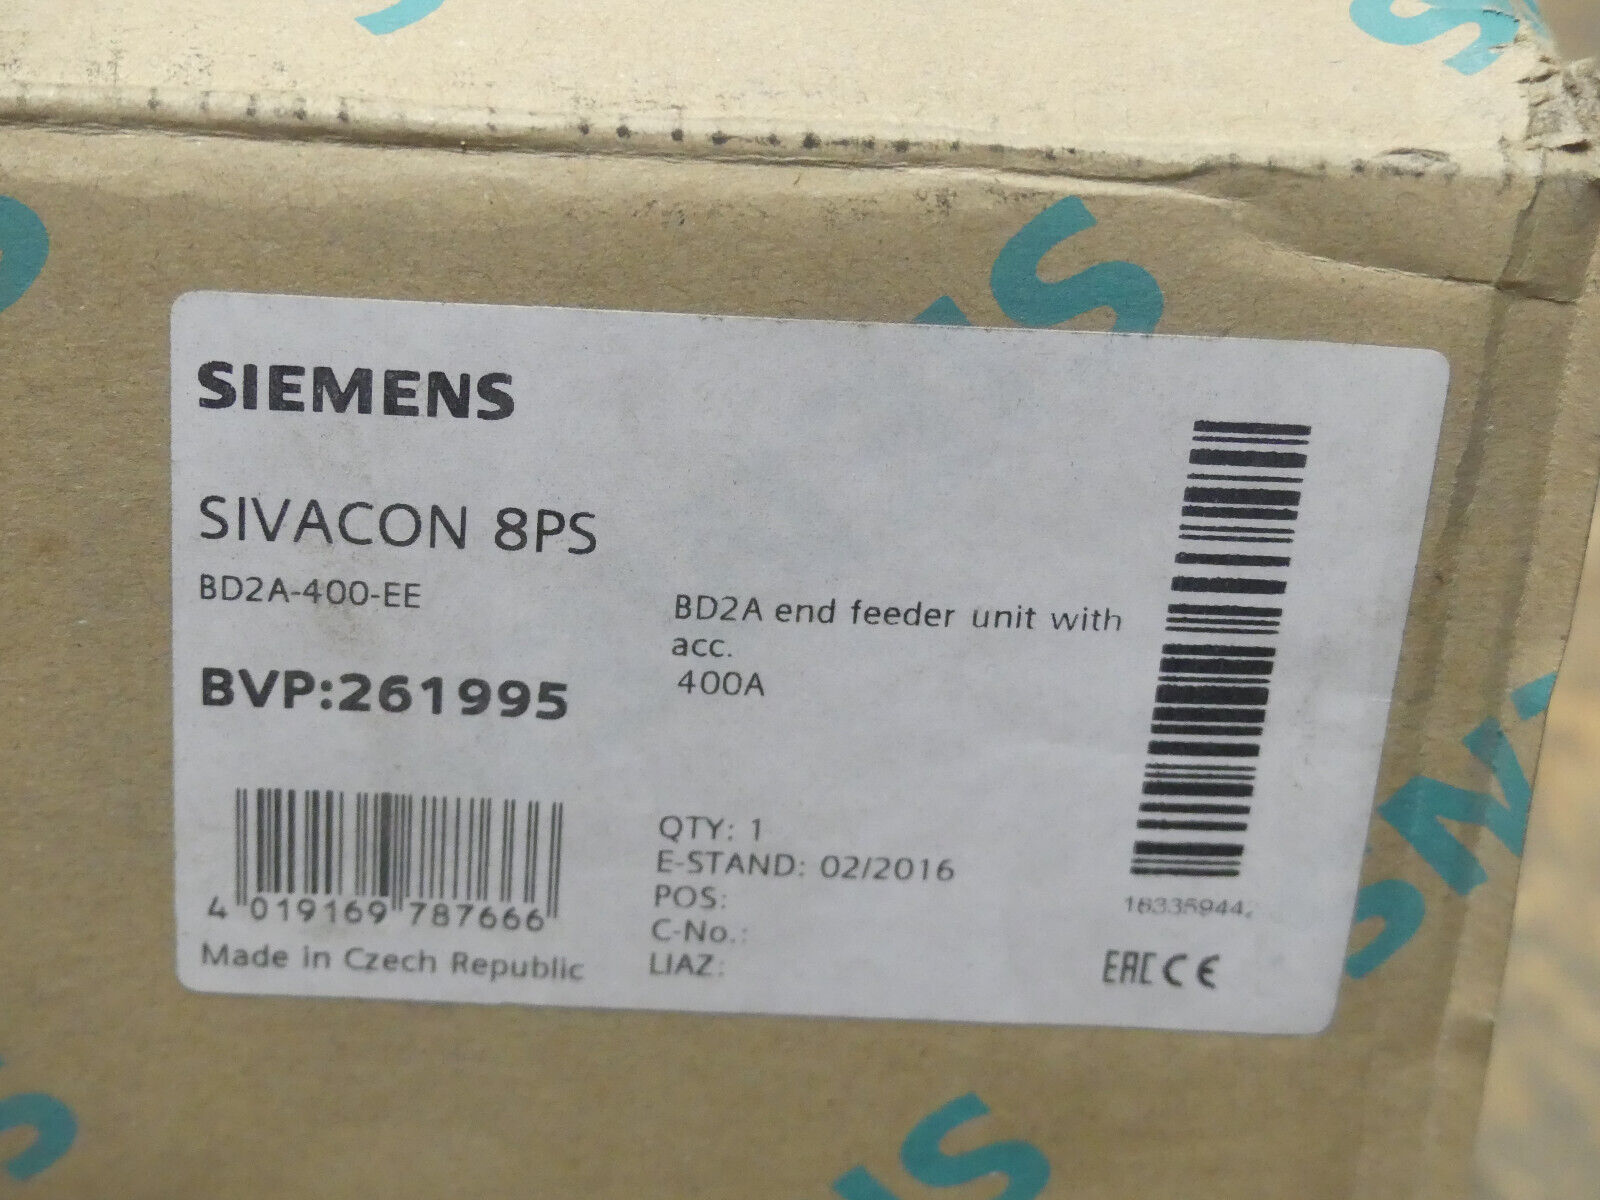 SIEMENS
SIVACON 8PS
BD2A-400-EE
BD2A end feeder unit with
acc.
400A
BVP:261995
QTY: 1
E-STAND: 02/2016
POS:
C-No.:
LIAZ:
4 019169 787666
Made in Czech Republic
EAC CE